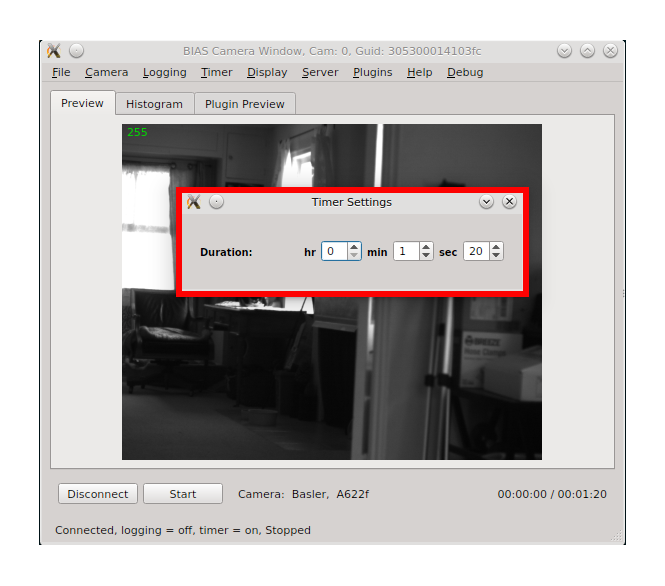 BIAS Camera Window, Cam: 0, Guid: 305300014103fc
File Camera Logging Timer Display Server Plugins Help Debug
Preview Histogram Plugin Preview
255
Timer Settings
Duration: hr 0 min 1 sec 20
BREEZE
Disconnect Start Camera: Basler, A622f 00:00:00 / 00:01:20
Connected, logging = off, timer = on, Stopped